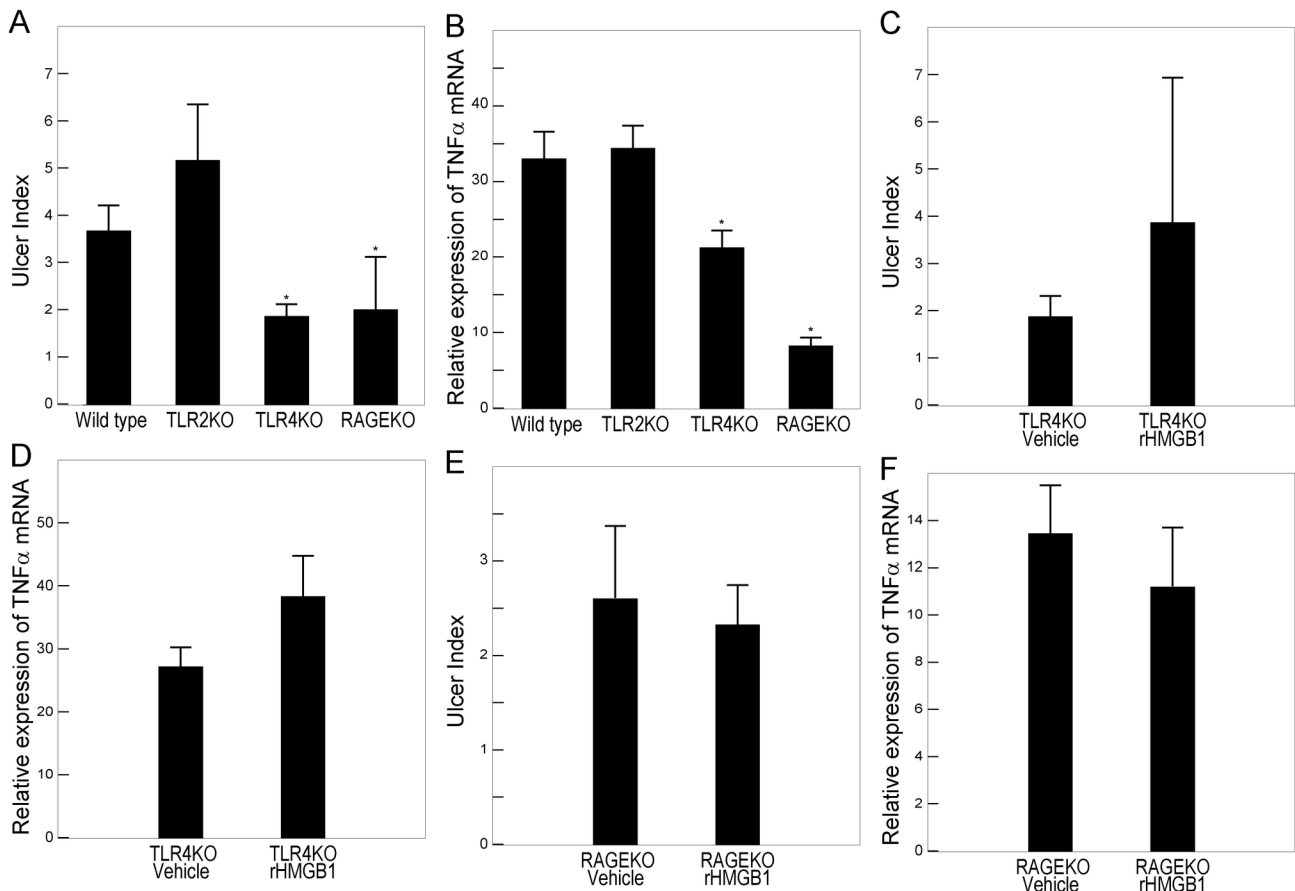 A
Ulcer Index
7
6
5
4
3
2
1
0
*
*
Wild type TLR2KO TLR4KO RAGEKO
B
Relative expression of TNFα mRNA
40
30
20
10
0
*
*
Wild type TLR2KO TLR4KO RAGEKO
C
Ulcer Index
7
6
5
4
3
2
1
0
TLR4KO TLR4KO
Vehicle rHMGB1
D
Relative expression of TNFα mRNA
50
40
30
20
10
0
TLR4KO TLR4KO
Vehicle rHMGB1
E
Ulcer Index
3
2
1
0
RAGEKO RAGEKO
Vehicle rHMGB1
F
Relative expression of TNFα mRNA
14
12
10
8
6
4
2
0
RAGEKO RAGEKO
Vehicle rHMGB1